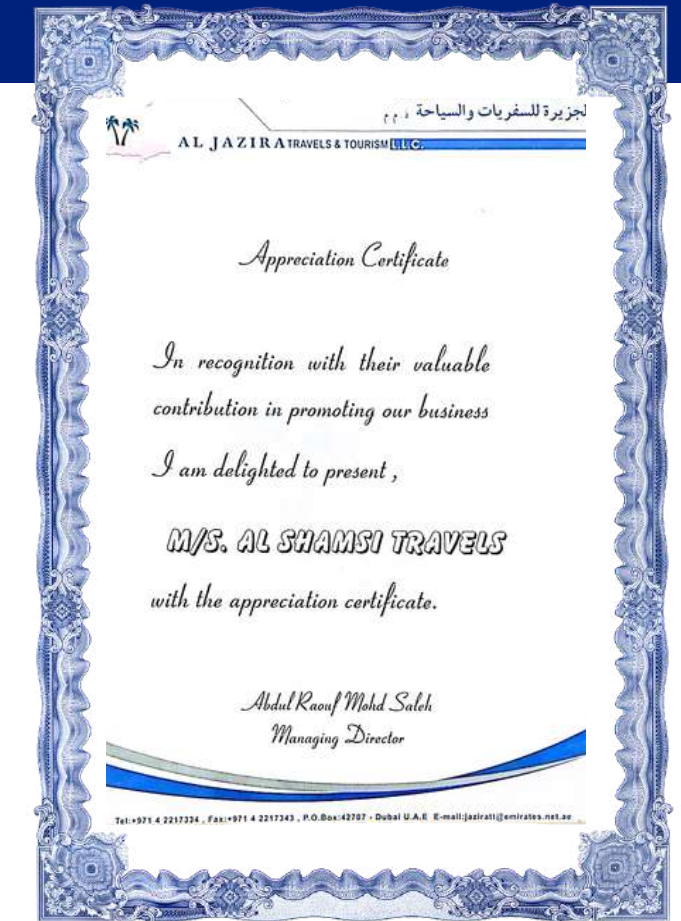 لجزيرة للسفريات والسياحة ذ.م.م
AL JAZIRA TRAVELS & TOURISM L.L.C.
Appreciation Certificate
In recognition with their valuable
contribution in promoting our business
I am delighted to present ,
M/S. AL SHAMSI TRAVELS
with the appreciation certificate.
Abdul Raouf Mohd Saleh
Managing Director
Tel:+971 4 2217334 , Fax:+971 4 2217343 , P.O.Box:42707 - Dubai U.A.E E-mail:jaziratl@emirates.net.ae